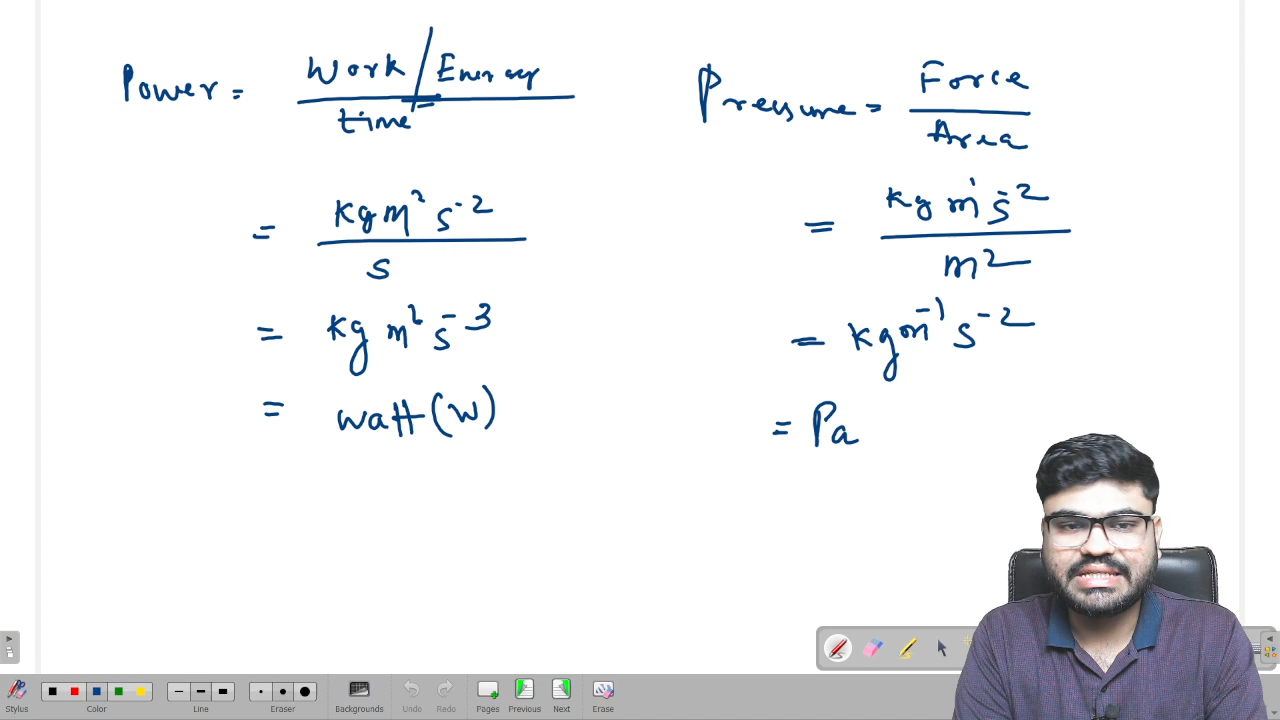 Power = Work/Energy
time
= kg m² s⁻²
s
= kg m² s⁻³
= watt (W)
Pressure = Force
Area
= kg m¹ s⁻²
m²
= kg m⁻¹ s⁻²
= Pa
Stylus Color Line Eraser Backgrounds Undo Redo Pages Previous Next Erase